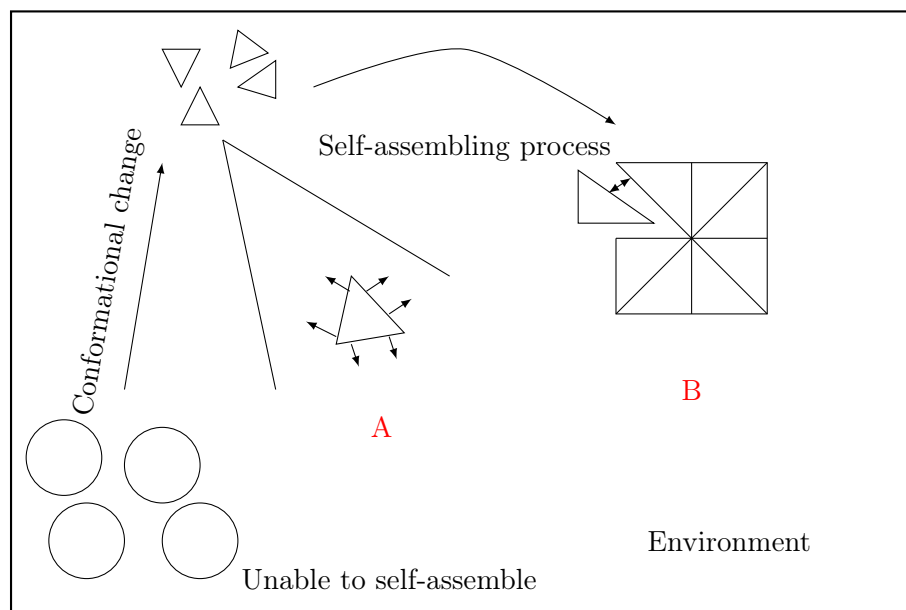 Self-assembling process
Conformational change
B
A
Environment
Unable to self-assemble